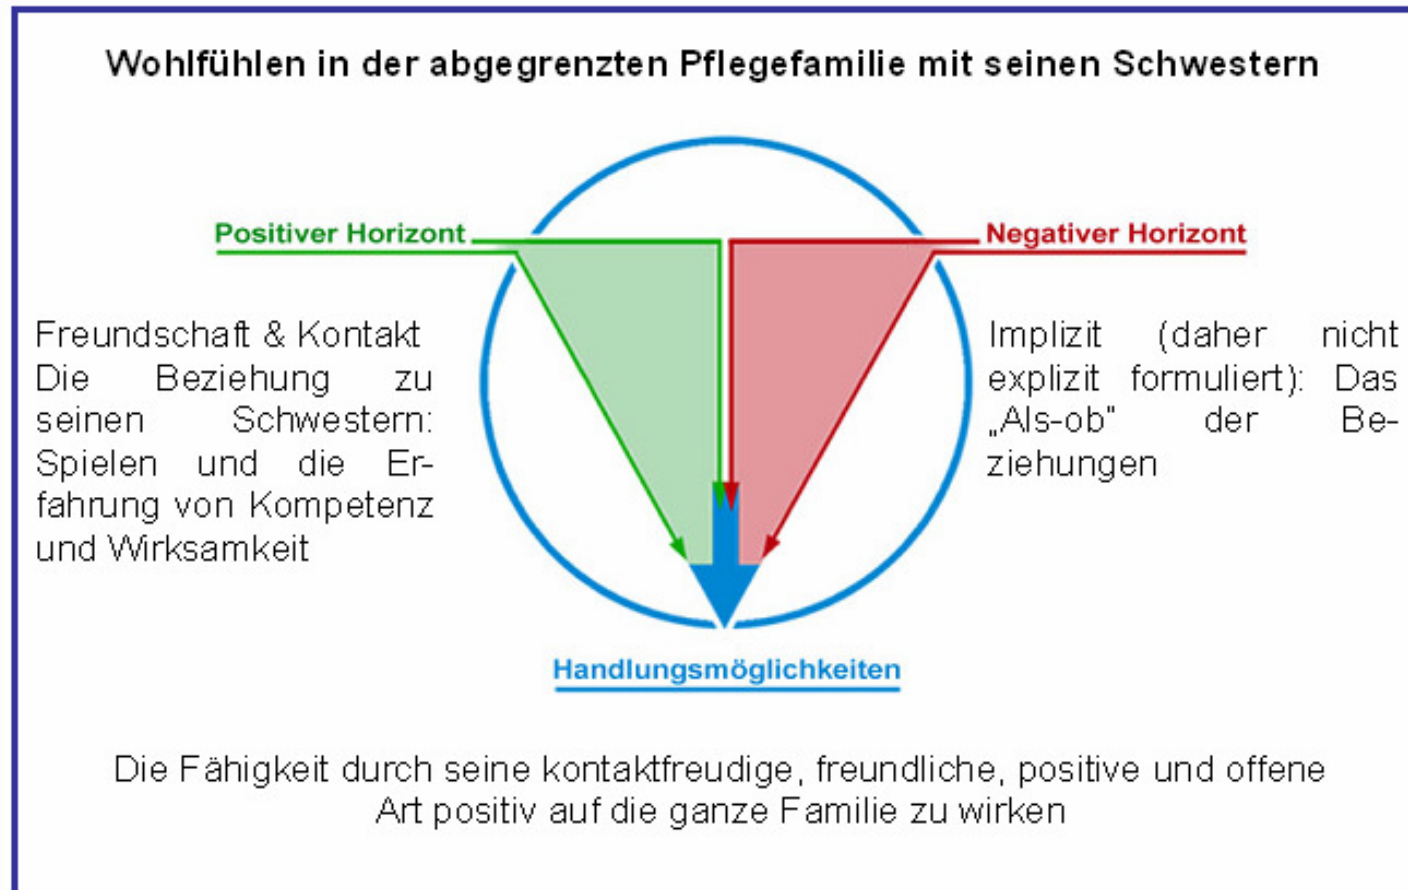 Wohlfühlen in der abgegrenzten Pflegefamilie mit seinen Schwestern
Positiver Horizont
Negativer Horizont
Freundschaft & Kontakt
Die Beziehung zu
seinen Schwestern:
Spielen und die Er-
fahrung von Kompetenz
und Wirksamkeit
Implizit (daher nicht
explizit formuliert): Das
„Als-ob" der Be-
ziehungen
Handlungsmöglichkeiten
Die Fähigkeit durch seine kontaktfreudige, freundliche, positive und offene
Art positiv auf die ganze Familie zu wirken